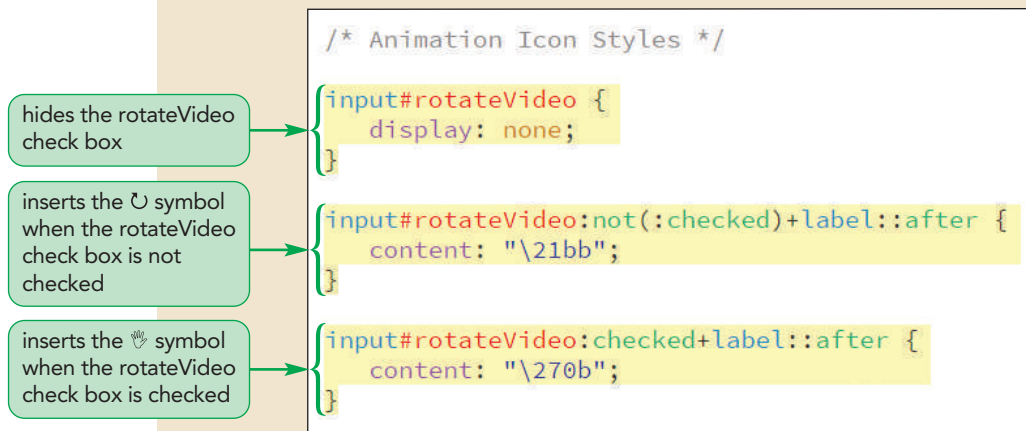 /* Animation Icon Styles */
hides the rotateVideo
check box
input#rotateVideo {
display: none;
}
inserts the ↻ symbol
when the rotateVideo
check box is not
checked
input#rotateVideo:not(:checked)+label::after {
content: "\21bb";
}
inserts the ✋ symbol
when the rotateVideo
check box is checked
input#rotateVideo:checked+label::after {
content: "\270b";
}